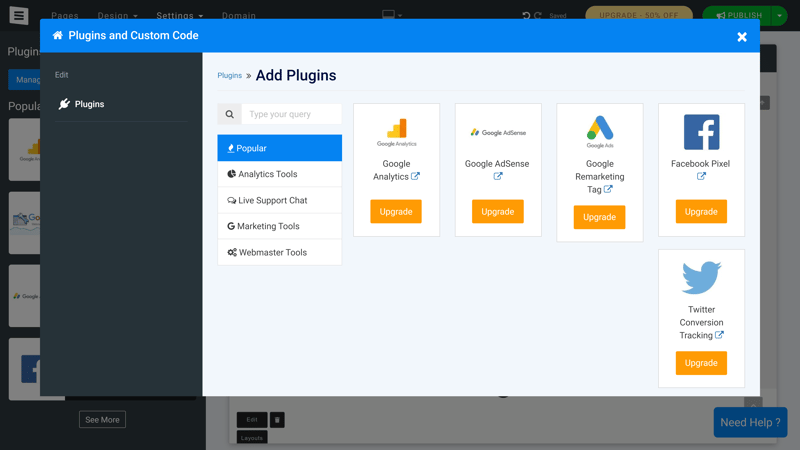 Pages Design Settings Domain Saved UPGRADE - 50% OFF PUBLISH
Plugins and Custom Code
Plugins
Manag
Popula
Edit
Plugins
Plugins » Add Plugins
Type your query
Popular
Analytics Tools
Live Support Chat
Marketing Tools
Webmaster Tools
Google Analytics
Google
Analytics
Upgrade
Google AdSense
Google AdSense
Upgrade
Google Ads
Google
Remarketing
Tag
Upgrade
Facebook Pixel
Upgrade
Twitter
Conversion
Tracking
Upgrade
See More
Edit
Layouts
Need Help ?